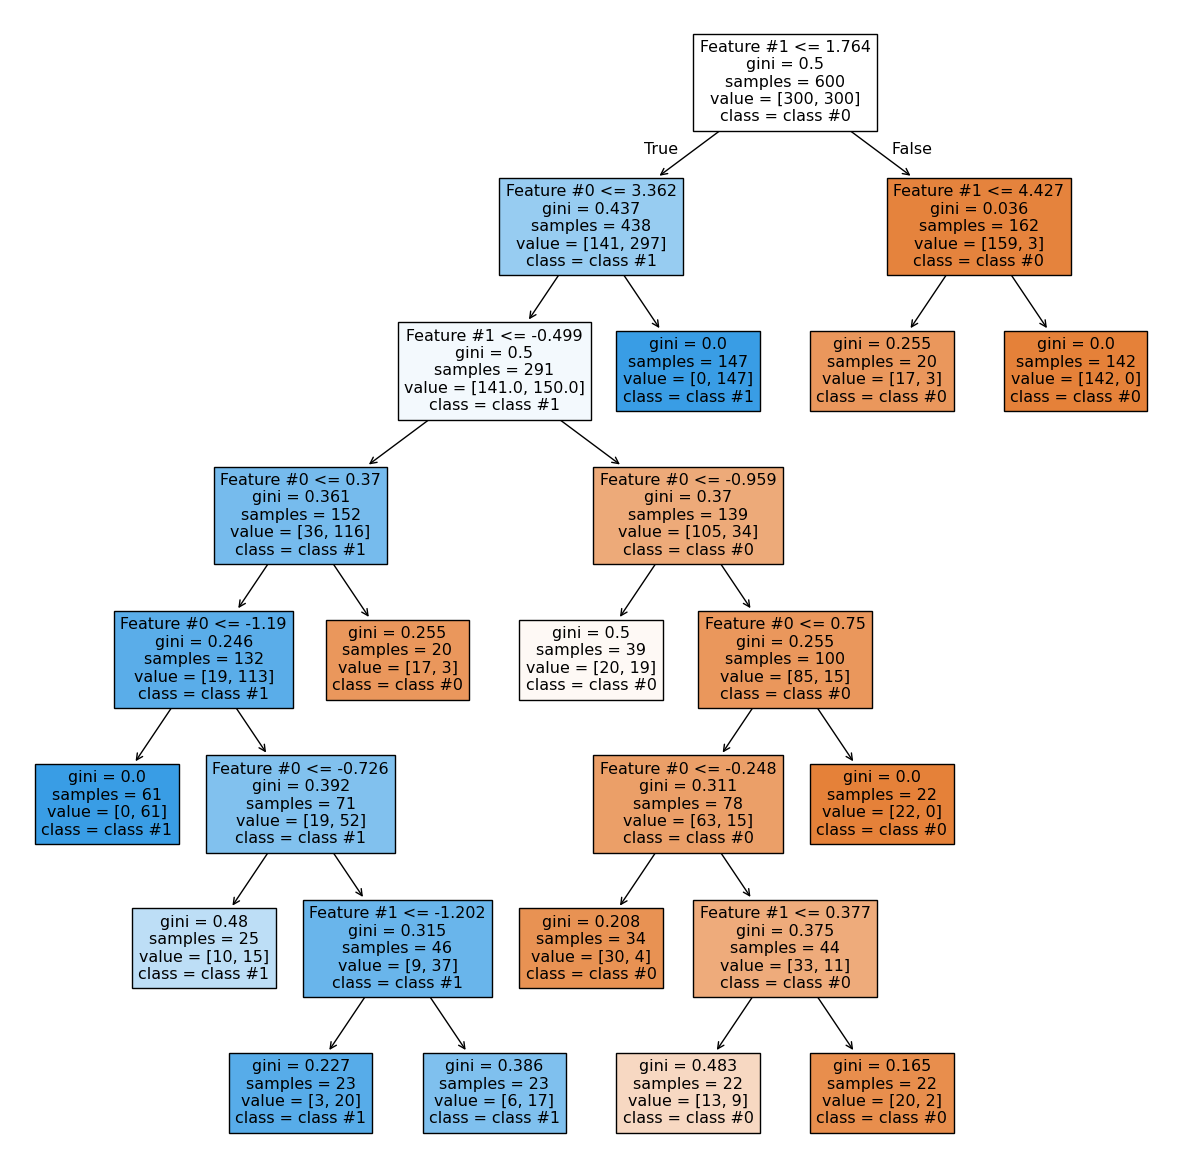 Feature #1 <= 1.764
gini = 0.5
samples = 600
value = [300, 300]
class = class #0
True
False
Feature #0 <= 3.362
gini = 0.437
samples = 438
value = [141, 297]
class = class #1
Feature #1 <= 4.427
gini = 0.036
samples = 162
value = [159, 3]
class = class #0
Feature #1 <= -0.499
gini = 0.5
samples = 291
value = [141.0, 150.0]
class = class #1
gini = 0.0
samples = 147
value = [0, 147]
class = class #1
gini = 0.255
samples = 20
value = [17, 3]
class = class #0
gini = 0.0
samples = 142
value = [142, 0]
class = class #0
Feature #0 <= 0.37
gini = 0.361
samples = 152
value = [36, 116]
class = class #1
Feature #0 <= -0.959
gini = 0.37
samples = 139
value = [105, 34]
class = class #0
Feature #0 <= -1.19
gini = 0.246
samples = 132
value = [19, 113]
class = class #1
gini = 0.255
samples = 20
value = [17, 3]
class = class #0
gini = 0.5
samples = 39
value = [20, 19]
class = class #0
Feature #0 <= 0.75
gini = 0.255
samples = 100
value = [85, 15]
class = class #0
gini = 0.0
samples = 61
value = [0, 61]
class = class #1
Feature #0 <= -0.726
gini = 0.392
samples = 71
value = [19, 52]
class = class #1
Feature #0 <= -0.248
gini = 0.311
samples = 78
value = [63, 15]
class = class #0
gini = 0.0
samples = 22
value = [22, 0]
class = class #0
gini = 0.48
samples = 25
value = [10, 15]
class = class #1
Feature #1 <= -1.202
gini = 0.315
samples = 46
value = [9, 37]
class = class #1
gini = 0.208
samples = 34
value = [30, 4]
class = class #0
Feature #1 <= 0.377
gini = 0.375
samples = 44
value = [33, 11]
class = class #0
gini = 0.227
samples = 23
value = [3, 20]
class = class #1
gini = 0.386
samples = 23
value = [6, 17]
class = class #1
gini = 0.483
samples = 22
value = [13, 9]
class = class #0
gini = 0.165
samples = 22
value = [20, 2]
class = class #0